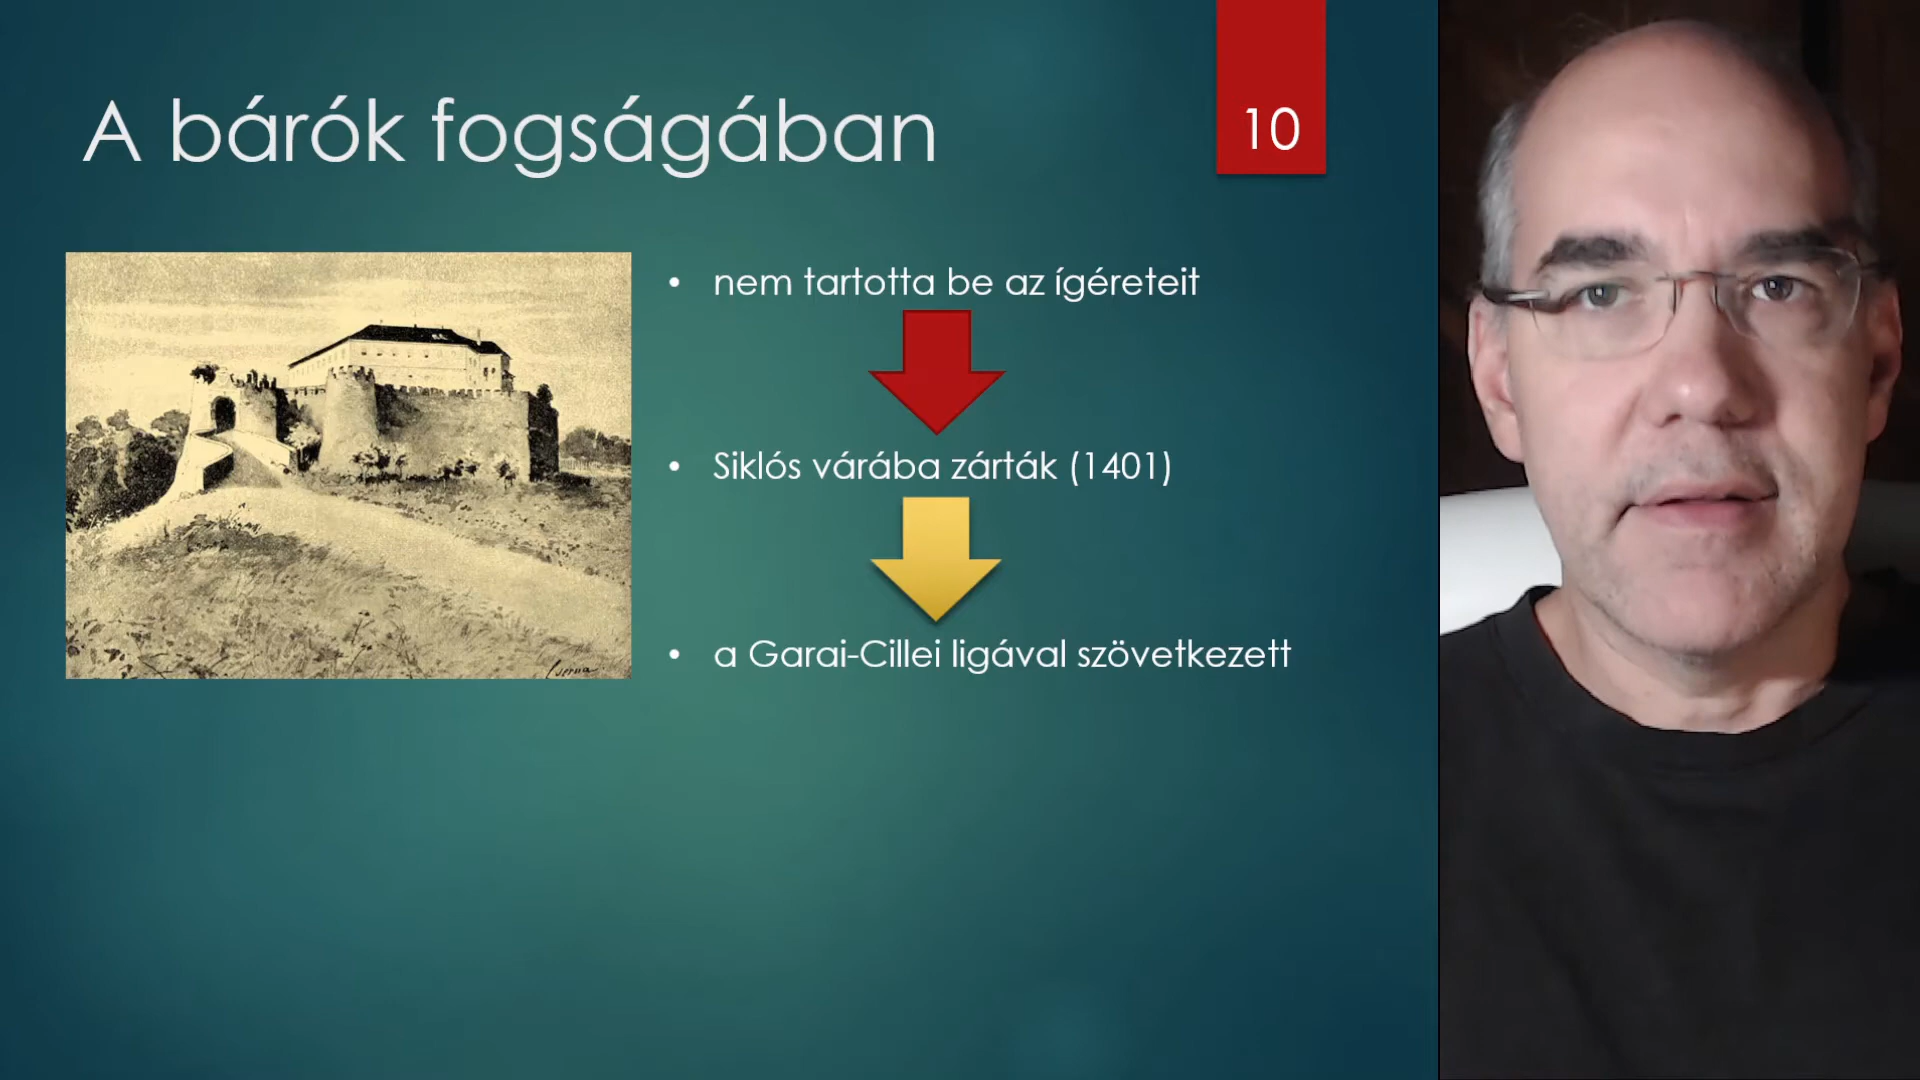 A bárók fogságában
10
• nem tartotta be az ígéreteit
• Siklós várába zárták (1401)
• a Garai-Cillei ligával szövetkezett